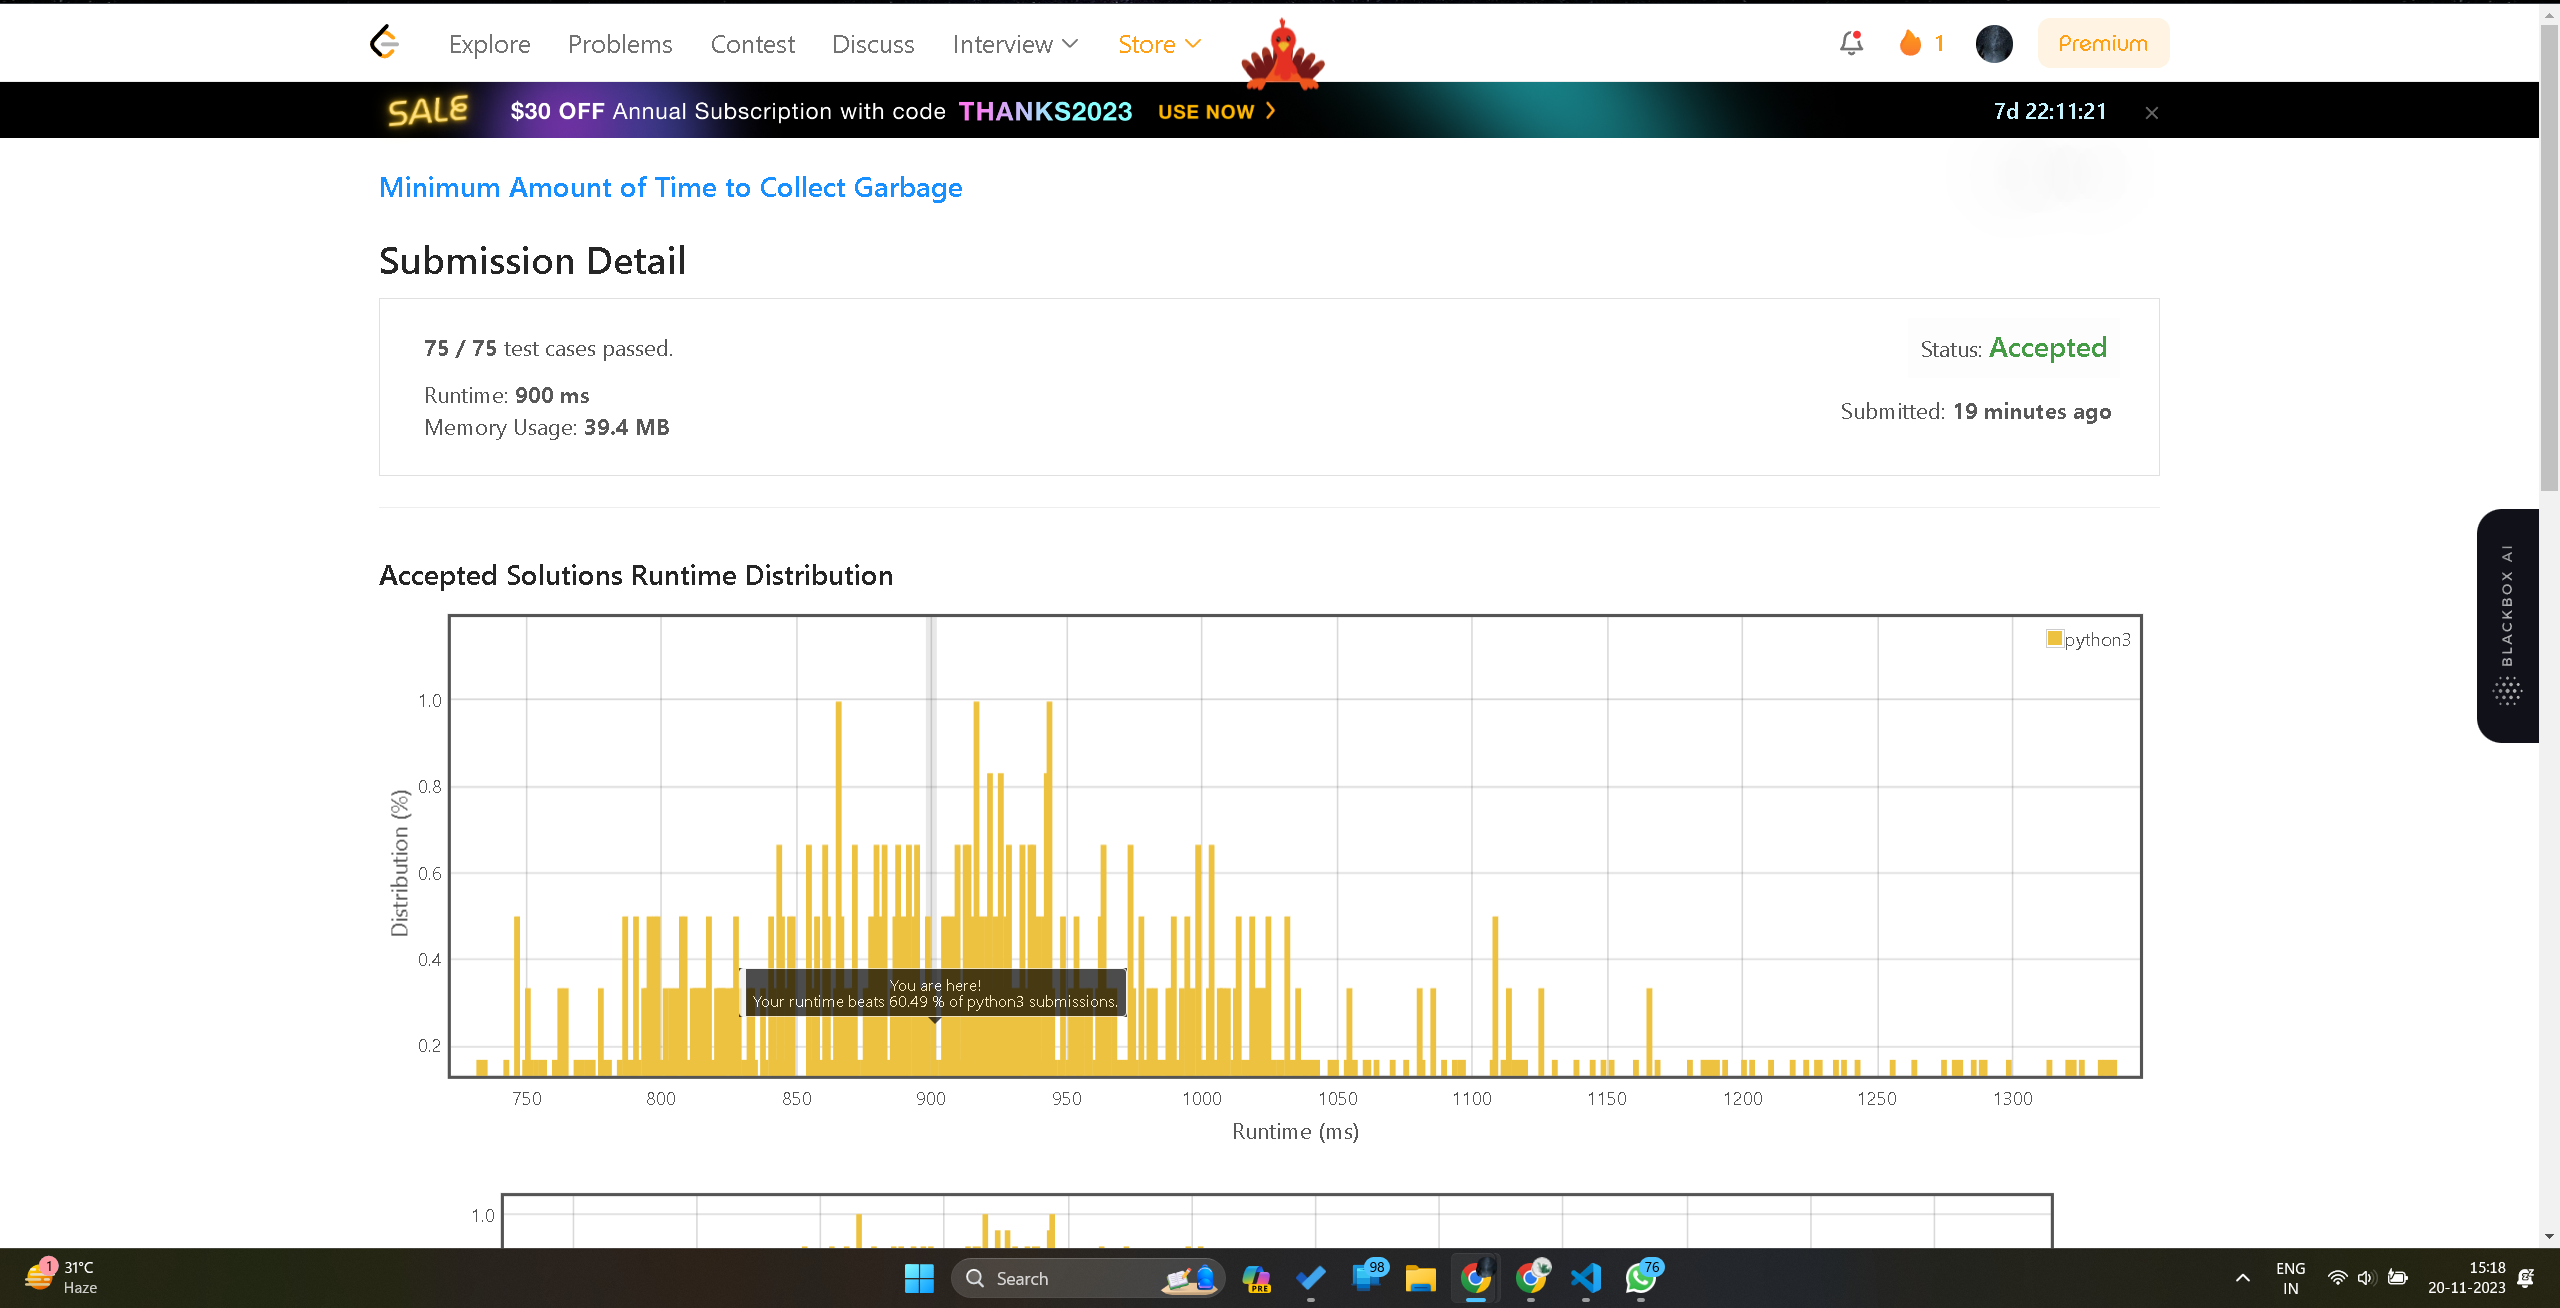 Explore Problems Contest Discuss Interview Store 1 Premium
SALE $30 OFF Annual Subscription with code THANKS2023 USE NOW 7d 22:11:21
Minimum Amount of Time to Collect Garbage
Submission Detail
75 / 75 test cases passed.
Status: Accepted
Runtime: 900 ms
Submitted: 19 minutes ago
Memory Usage: 39.4 MB
BLACKBOX AI
Accepted Solutions Runtime Distribution
python3
1.0
0.8
0.6
0.4
0.2
Distribution (%)
You are here!
Your runtime beats 60.49 % of python3 submissions.
750 800 850 900 950 1000 1050 1100 1150 1200 1250 1300
Runtime (ms)
1.0
1
31°C
Haze
Search
PRE
98
76
ENG
IN
15:18
20-11-2023